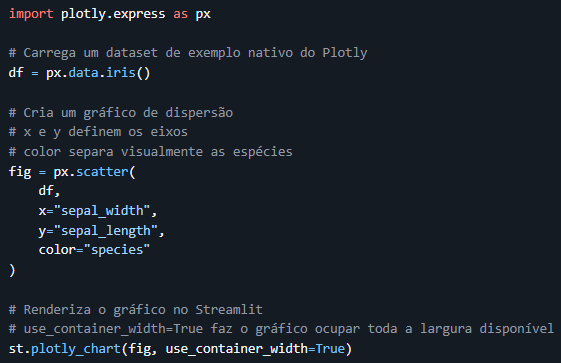 import plotly.express as px
# Carrega um dataset de exemplo nativo do Plotly
df = px.data.iris()
# Cria um gráfico de dispersão
# x e y definem os eixos
# color separa visualmente as espécies
fig = px.scatter(
    df,
    x="sepal_width",
    y="sepal_length",
    color="species"
)
# Renderiza o gráfico no Streamlit
# use_container_width=True faz o gráfico ocupar toda a largura disponível
st.plotly_chart(fig, use_container_width=True)